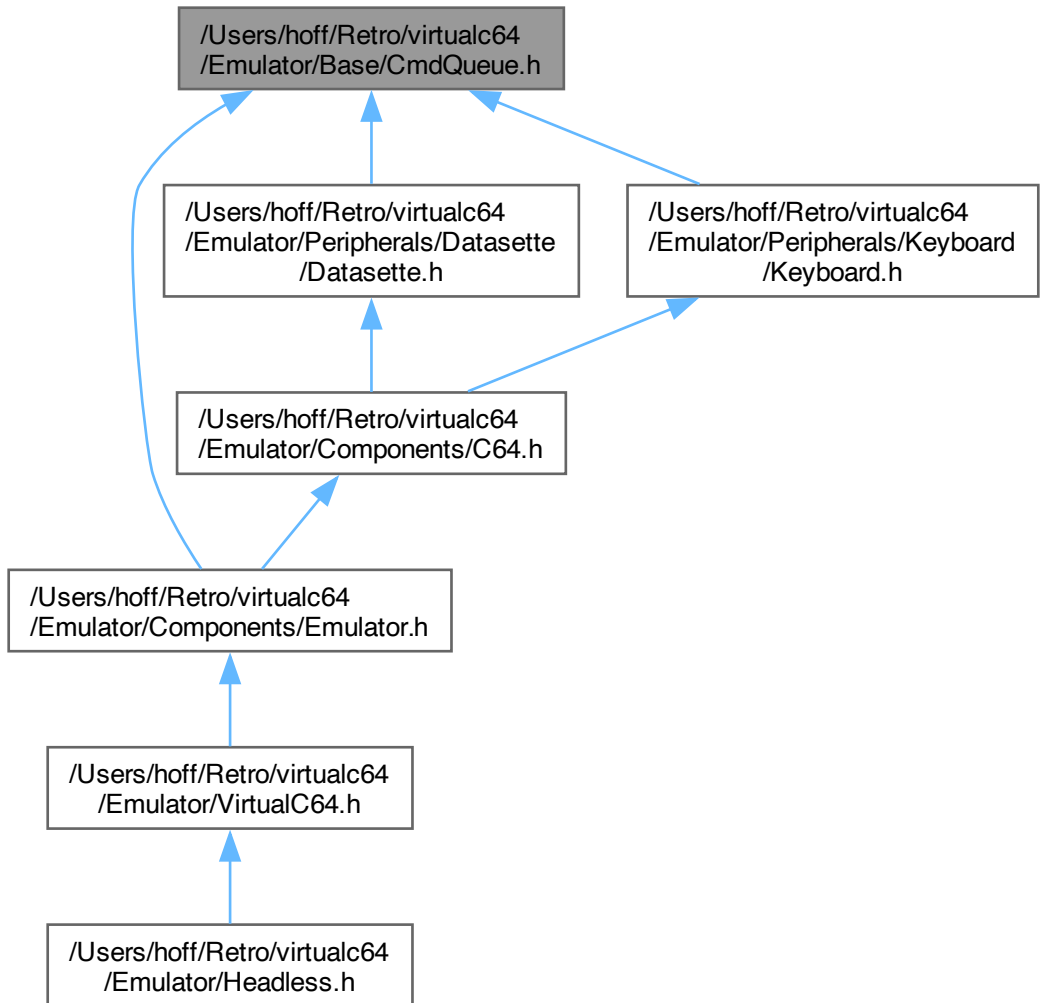 /Users/hoff/Retro/virtualc64
/Emulator/Base/CmdQueue.h
/Users/hoff/Retro/virtualc64
/Emulator/Peripherals/Datasette
/Datasette.h
/Users/hoff/Retro/virtualc64
/Emulator/Peripherals/Keyboard
/Keyboard.h
/Users/hoff/Retro/virtualc64
/Emulator/Components/C64.h
/Users/hoff/Retro/virtualc64
/Emulator/Components/Emulator.h
/Users/hoff/Retro/virtualc64
/Emulator/VirtualC64.h
/Users/hoff/Retro/virtualc64
/Emulator/Headless.h